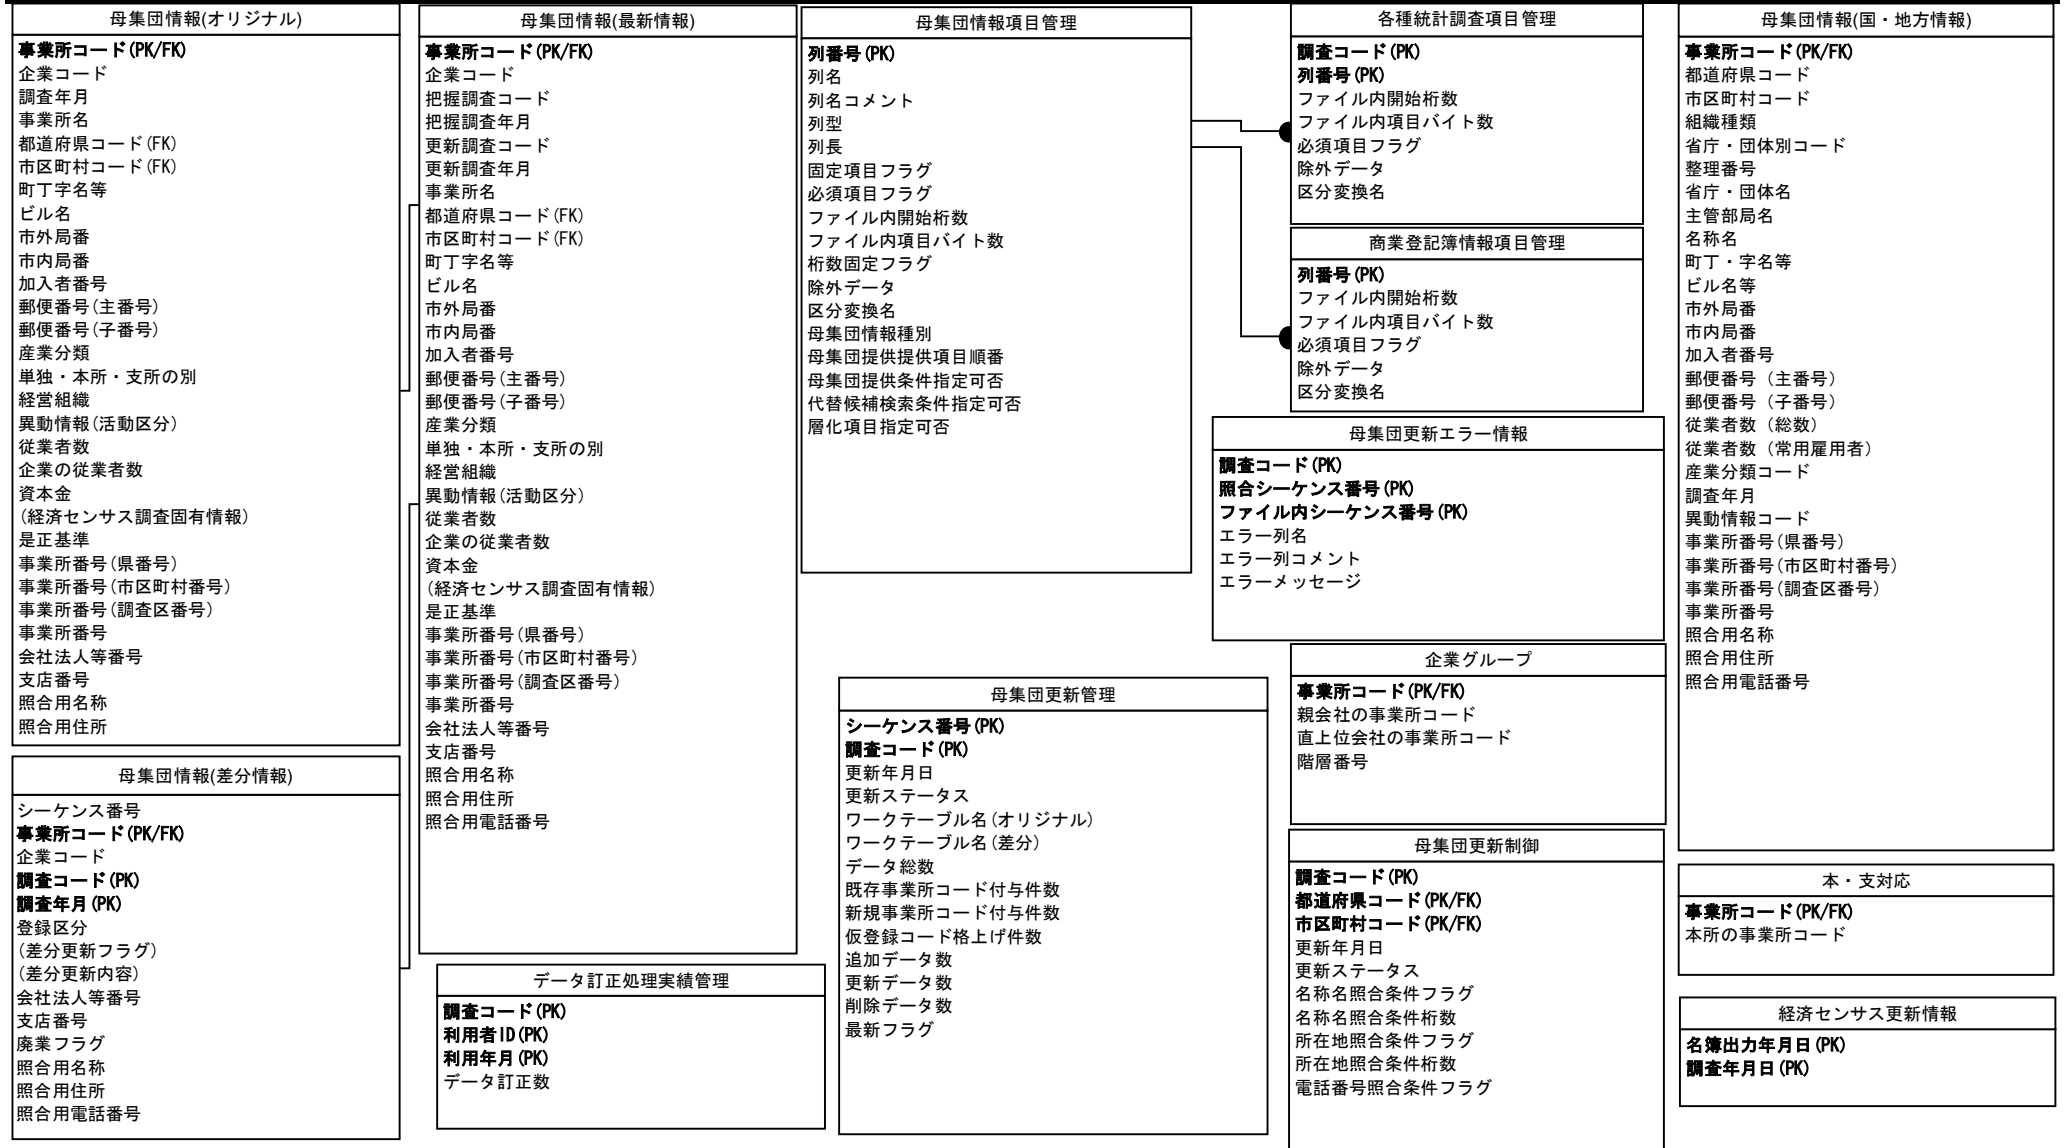 母集団情報(オリジナル)
事業所コード(PK/FK)
企業コード
調査年月
事業所名
都道府県コード(FK)
市区町村コード(FK)
町丁字名等
ビル名
市外局番
市内局番
加入者番号
郵便番号(主番号)
郵便番号(子番号)
産業分類
単独・本所・支所の別
経営組織
異動情報(活動区分)
従業者数
企業の従業者数
資本金
(経済センサス調査固有情報)
是正基準
事業所番号(県番号)
事業所番号(市区町村番号)
事業所番号(調査区番号)
事業所番号
会社法人等番号
支店番号
照合用名称
照合用住所
母集団情報(差分情報)
シーケンス番号
事業所コード(PK/FK)
企業コード
調査コード(PK)
調査年月(PK)
登録区分
(差分更新フラグ)
(差分更新内容)
会社法人等番号
支店番号
廃業フラグ
照合用名称
照合用住所
照合用電話番号
母集団情報(最新情報)
事業所コード(PK/FK)
企業コード
把握調査コード
把握調査年月
更新調査コード
更新調査年月
事業所名
都道府県コード(FK)
市区町村コード(FK)
町丁字名等
ビル名
市外局番
市内局番
加入者番号
郵便番号(主番号)
郵便番号(子番号)
産業分類
単独・本所・支所の別
経営組織
異動情報(活動区分)
従業者数
企業の従業者数
資本金
(経済センサス調査固有情報)
是正基準
事業所番号(県番号)
事業所番号(市区町村番号)
事業所番号(調査区番号)
事業所番号
会社法人等番号
支店番号
照合用名称
照合用住所
照合用電話番号
データ訂正処理実績管理
調査コード(PK)
利用者ID(PK)
利用年月(PK)
データ訂正数
母集団情報項目管理
列番号(PK)
列名
列名コメント
列型
列長
固定項目フラグ
必須項目フラグ
ファイル内開始桁数
ファイル内項目バイト数
桁数固定フラグ
除外データ
区分変換名
母集団情報種別
母集団提供提供項目順番
母集団提供条件指定可否
代替候補検索条件指定可否
層化項目指定可否
母集団更新管理
シーケンス番号(PK)
調査コード(PK)
更新年月日
更新ステータス
ワークテーブル名(オリジナル)
ワークテーブル名(差分)
データ総数
既存事業所コード付与件数
新規事業所コード付与件数
仮登録コード格上げ件数
追加データ数
更新データ数
削除データ数
最新フラグ
各種統計調査項目管理
調査コード(PK)
列番号(PK)
ファイル内開始桁数
ファイル内項目バイト数
必須項目フラグ
除外データ
区分変換名
商業登記簿情報項目管理
列番号(PK)
ファイル内開始桁数
ファイル内項目バイト数
必須項目フラグ
除外データ
区分変換名
母集団更新エラー情報
調査コード(PK)
照合シーケンス番号(PK)
ファイル内シーケンス番号(PK)
エラー列名
エラー列コメント
エラーメッセージ
企業グループ
事業所コード(PK/FK)
親会社の事業所コード
直上位会社の事業所コード
階層番号
母集団更新制御
調査コード(PK)
都道府県コード(PK/FK)
市区町村コード(PK/FK)
更新年月日
更新ステータス
名称名照合条件フラグ
名称名照合条件桁数
所在地照合条件フラグ
所在地照合条件桁数
電話番号照合条件フラグ
母集団情報(国・地方情報)
事業所コード(PK/FK)
都道府県コード
市区町村コード
組織種類
省庁・団体別コード
整理番号
省庁・団体名
主管部局名
名称名
町丁・字名等
ビル名等
市外局番
市内局番
加入者番号
郵便番号（主番号）
郵便番号（子番号）
従業者数（総数）
従業者数（常用雇用者）
産業分類コード
調査年月
異動情報コード
事業所番号(県番号)
事業所番号(市区町村番号)
事業所番号(調査区番号)
事業所番号
照合用名称
照合用住所
照合用電話番号
本・支対応
事業所コード(PK/FK)
本所の事業所コード
経済センサス更新情報
名簿出力年月日(PK)
調査年月日(PK)